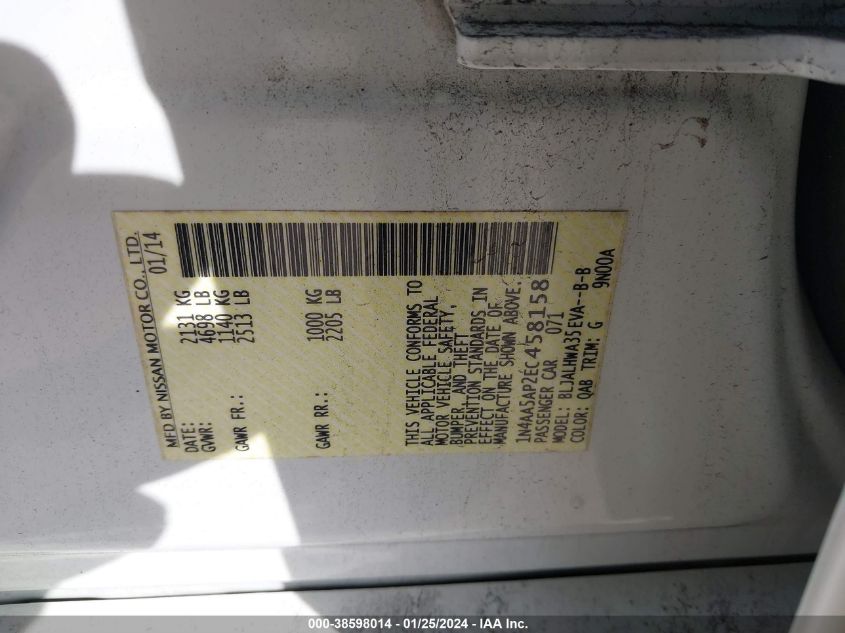 MFD BY NISSAN MOTOR CO., LTD.
DATE: 01/14
GVWR: 2131 KG
4698 LB
GAWR FR.: 1140 KG
2513 LB
GAWR RR.: 1000 KG
2205 LB
THIS VEHICLE CONFORMS TO
ALL APPLICABLE FEDERAL
MOTOR VEHICLE SAFETY,
BUMPER, AND THEFT
PREVENTION STANDARDS IN
EFFECT ON THE DATE OF
MANUFACTURE SHOWN ABOVE.
1N4AA5AP2EC458158
PASSENGER CAR 071
MODEL: BLJALHWA35EVA--B-B
COLOR: QAB TRIM: G 9N00A
000-38598014 - 01/25/2024 - IAA Inc.